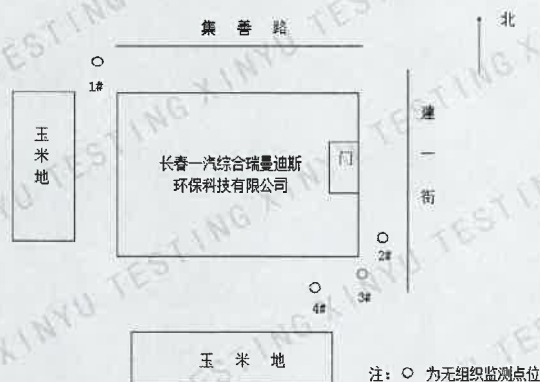 集善路
北
1#
玉米地
长春一汽综合瑞曼迪斯
环保科技有限公司
门
建一街
2#
3#
4#
玉米地
注：○ 为无组织监测点位
XINYU TESTING